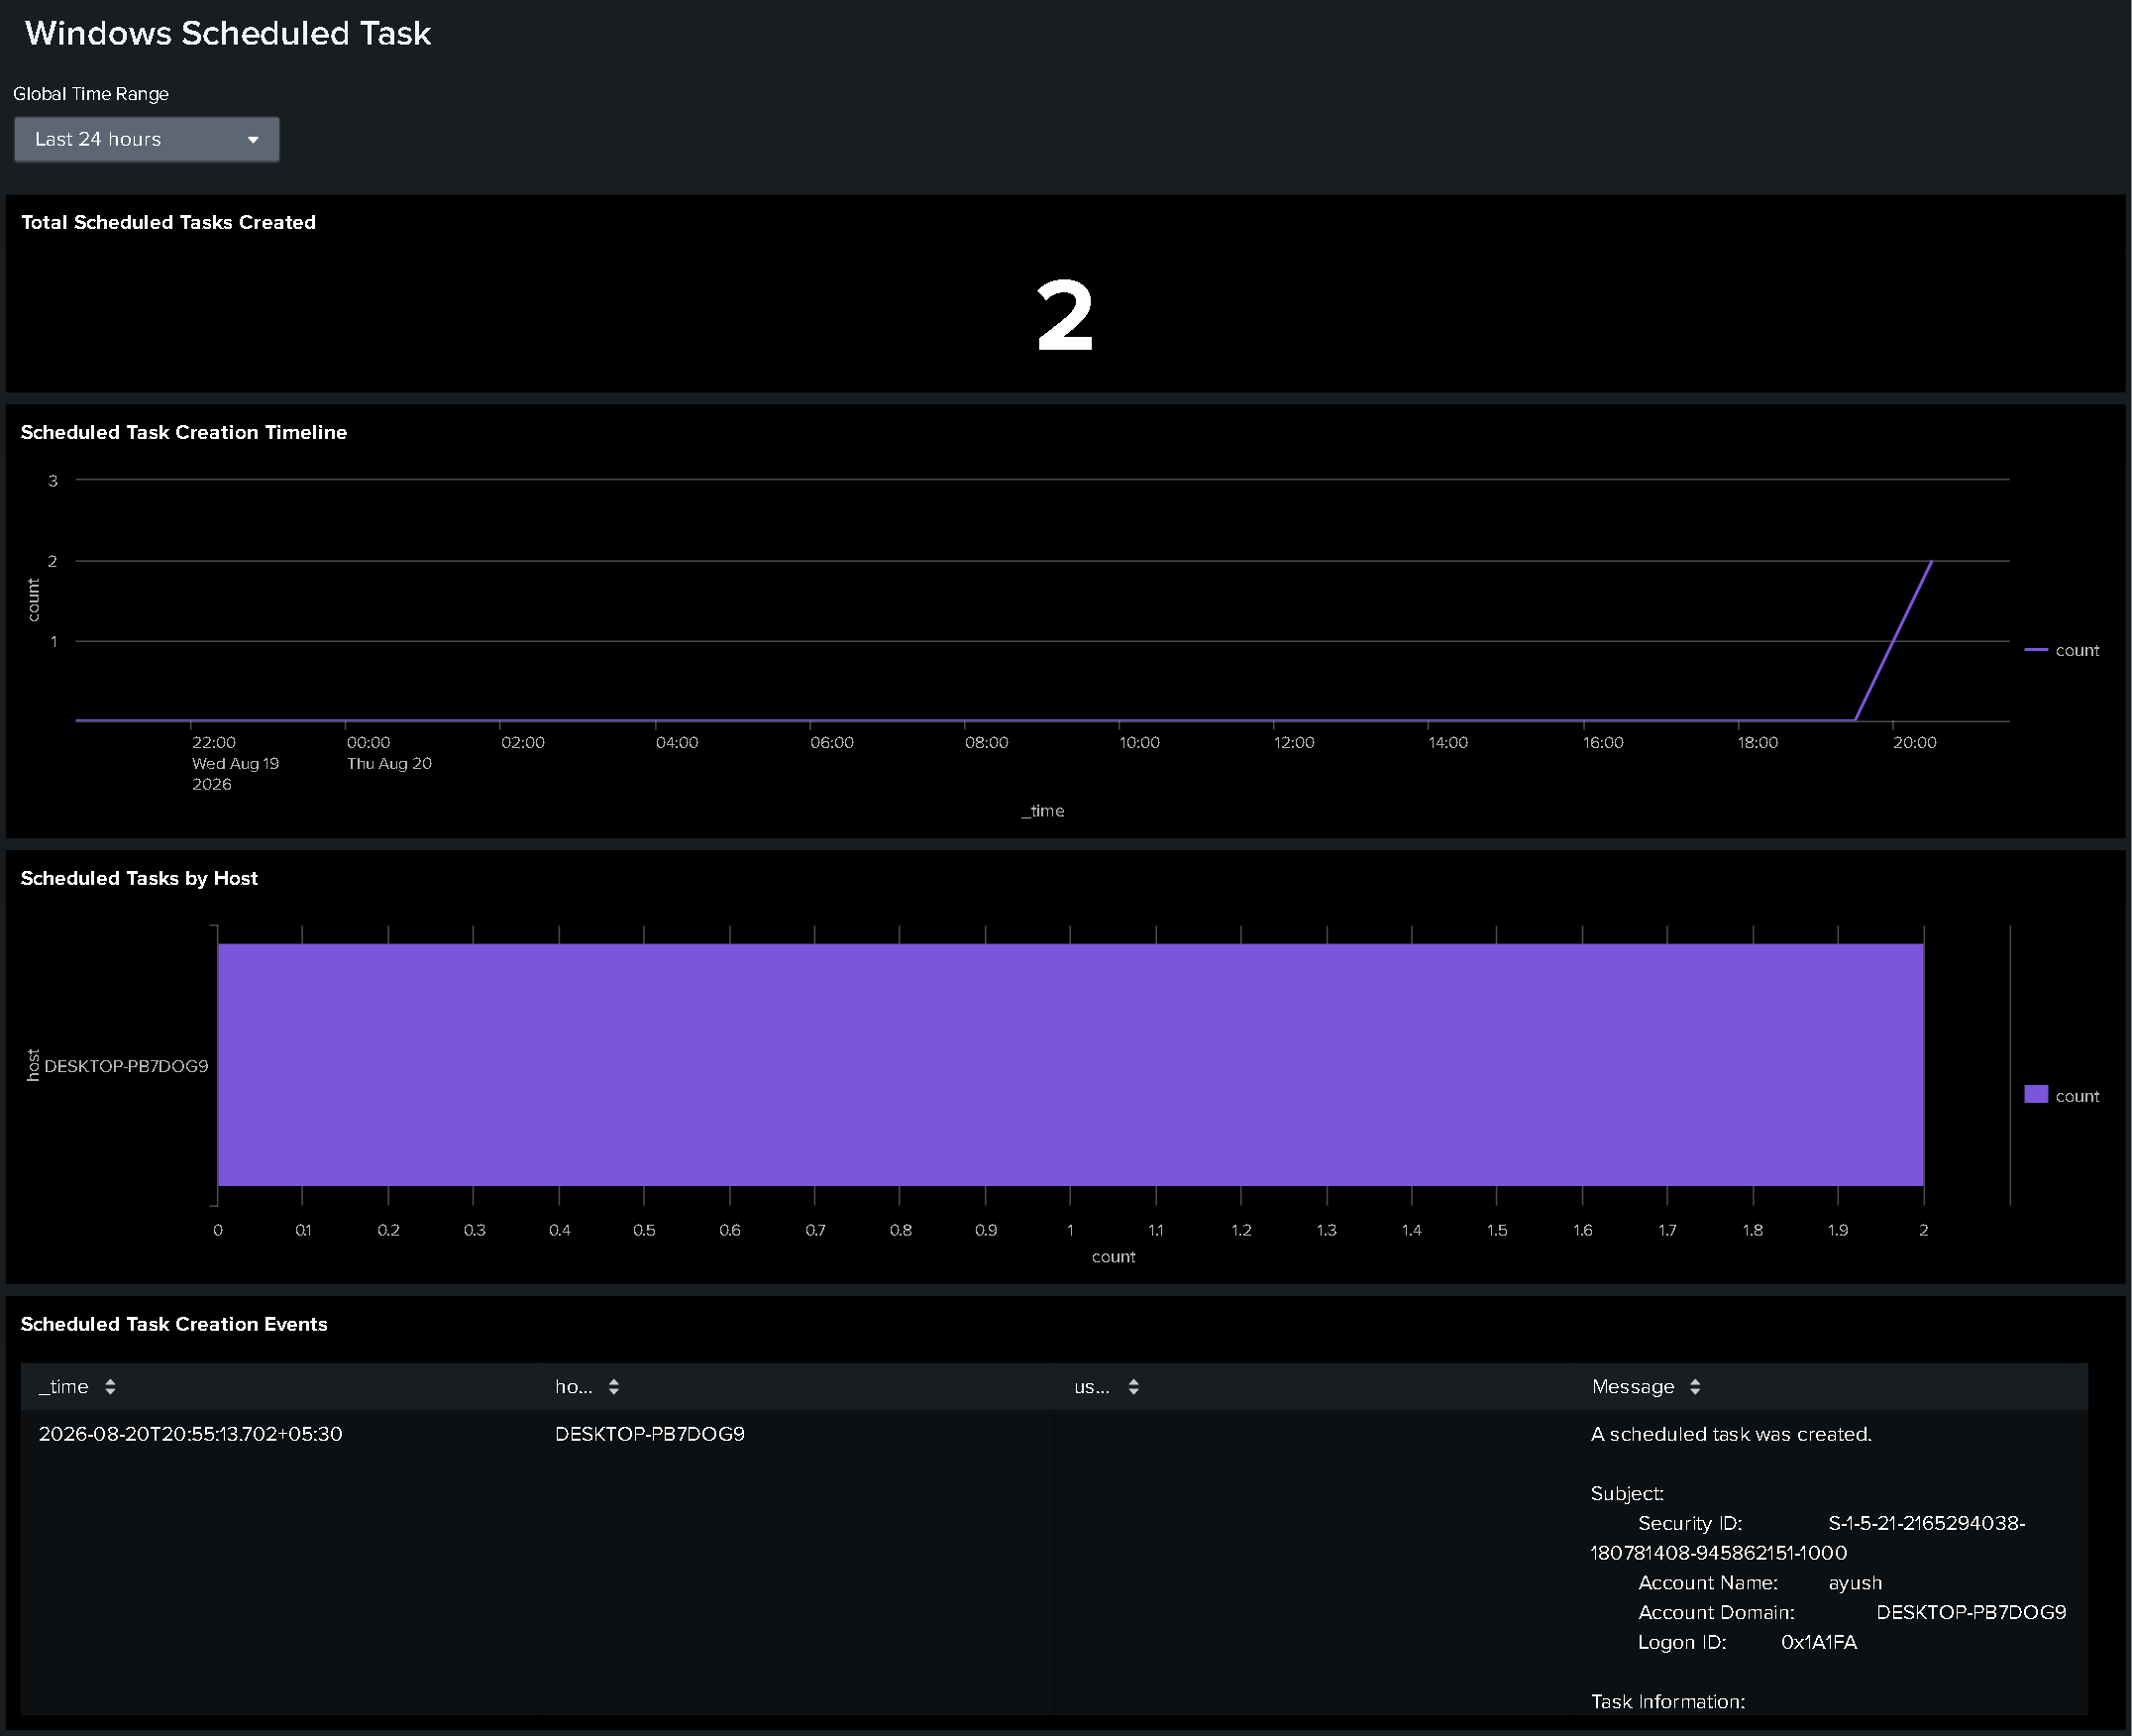 Windows Scheduled Task
Global Time Range
Last 24 hours
Total Scheduled Tasks Created
2
Scheduled Task Creation Timeline
3
2
1
count
count
22:00
Wed Aug 19
2026
00:00
Thu Aug 20
02:00
04:00
06:00
08:00
10:00
12:00
14:00
16:00
18:00
20:00
_time
Scheduled Tasks by Host
host
DESKTOP-PB7DOG9
count
0 0.1 0.2 0.3 0.4 0.5 0.6 0.7 0.8 0.9 1 1.1 1.2 1.3 1.4 1.5 1.6 1.7 1.8 1.9 2
count
Scheduled Task Creation Events
_time ho... us... Message
2026-08-20T20:55:13.702+05:30 DESKTOP-PB7DOG9 A scheduled task was created.
Subject:
Security ID: S-1-5-21-2165294038-
180781408-945862151-1000
Account Name: ayush
Account Domain: DESKTOP-PB7DOG9
Logon ID: 0x1A1FA
Task Information: